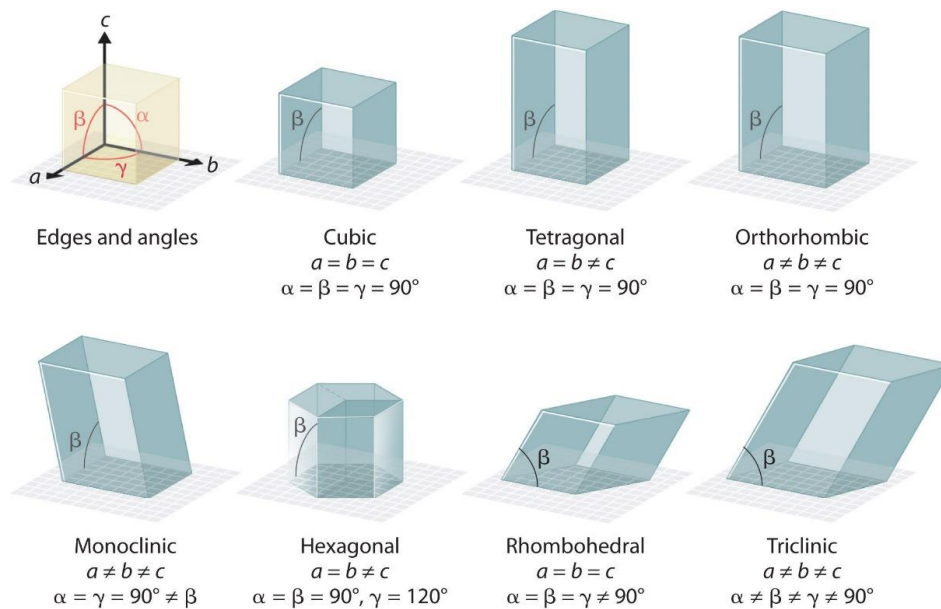 c
β
α
γ
a
b
Edges and angles
β
Cubic
a = b = c
α = β = γ = 90°
β
Tetragonal
a = b ≠ c
α = β = γ = 90°
β
Orthorhombic
a ≠ b ≠ c
α = β = γ = 90°
β
Monoclinic
a ≠ b ≠ c
α = γ = 90° ≠ β
β
Hexagonal
a = b ≠ c
α = β = 90°, γ = 120°
β
Rhombohedral
a = b = c
α = β = γ ≠ 90°
β
Triclinic
a ≠ b ≠ c
α ≠ β ≠ γ ≠ 90°